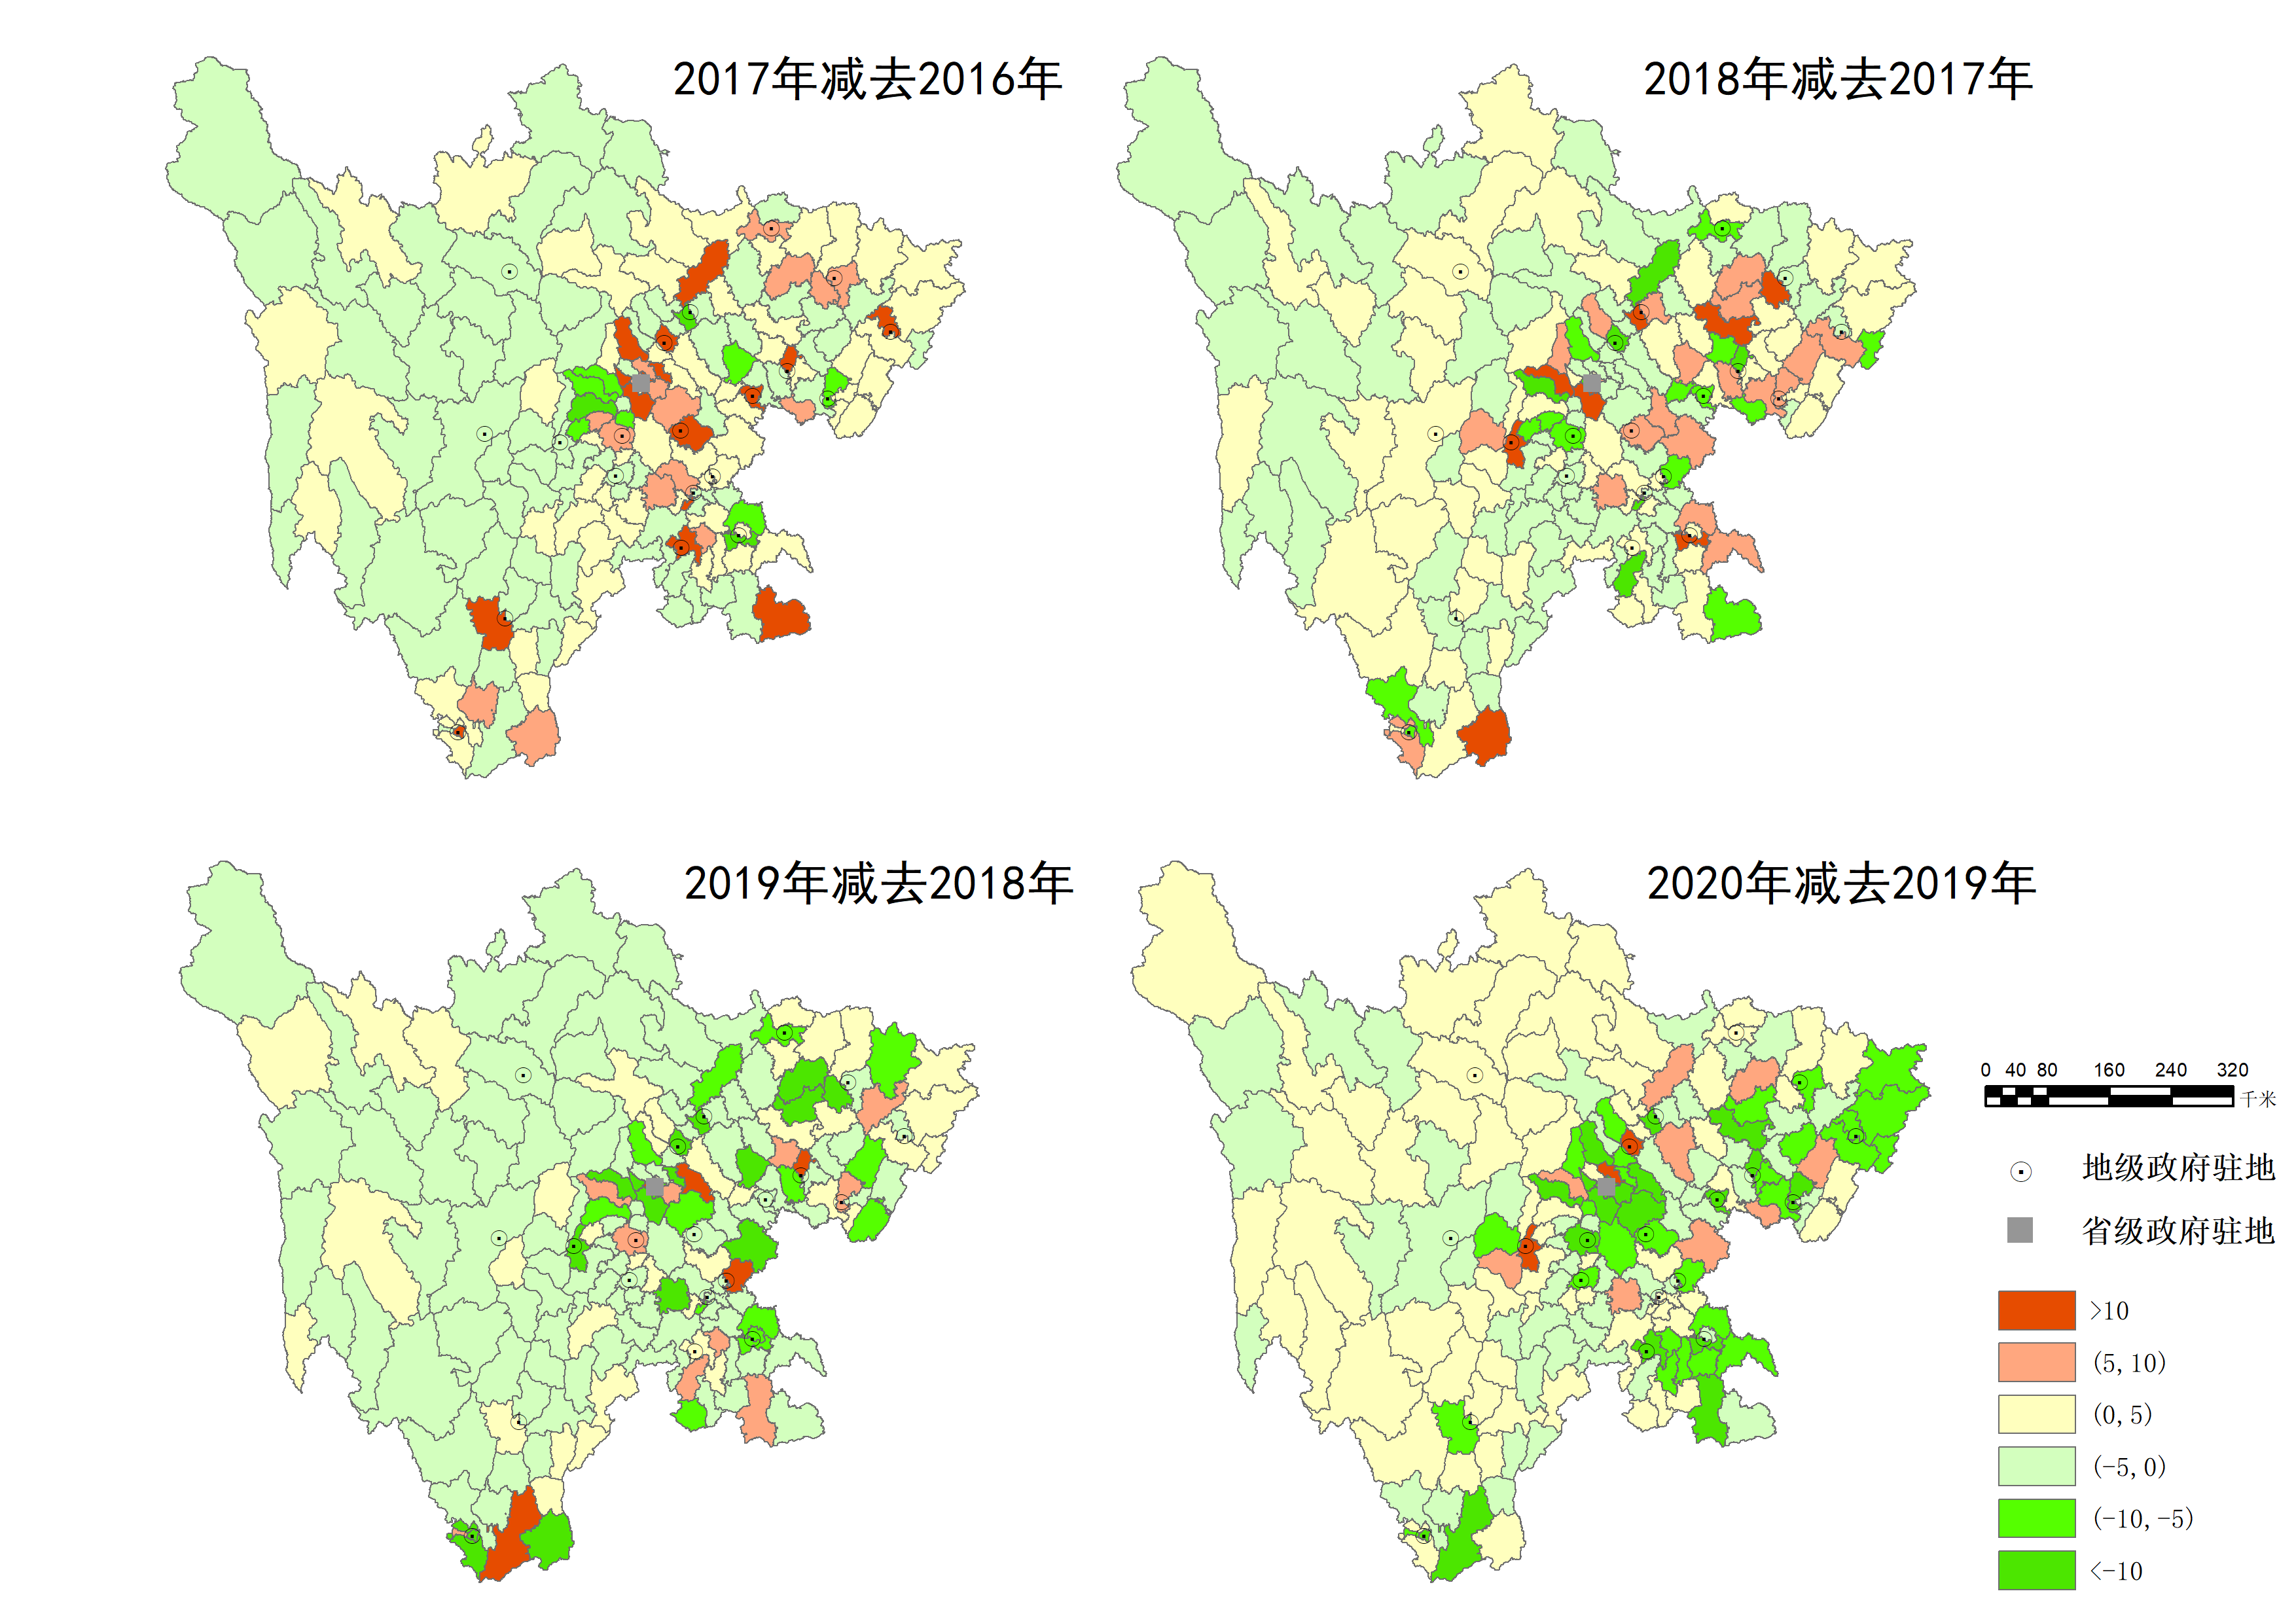 2017年减去2016年
2018年减去2017年
2019年减去2018年
2020年减去2019年
0 40 80 160 240 320
千米
地级政府驻地
省级政府驻地
>10
(5,10)
(0,5)
(-5,0)
(-10,-5)
<-10